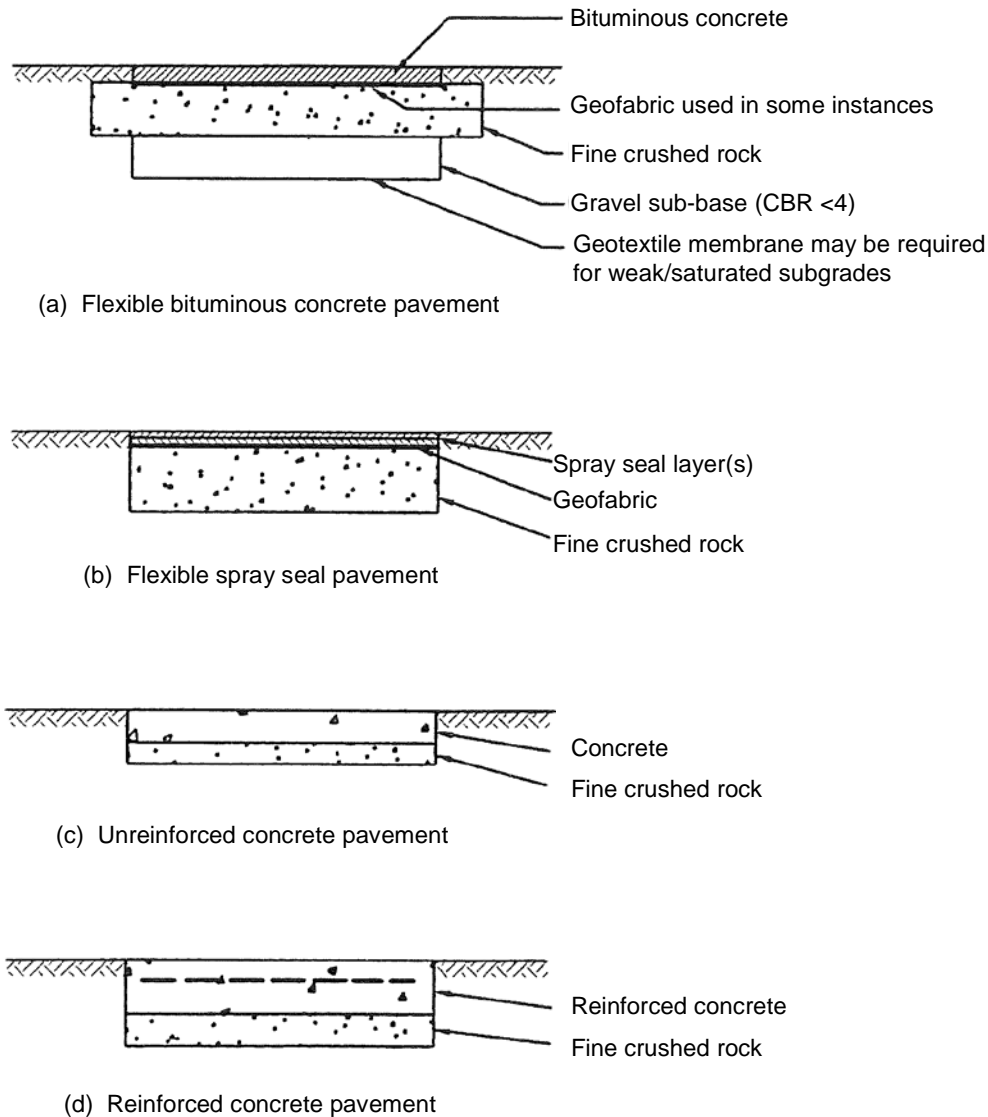 Bituminous concrete
Geofabric used in some instances
Fine crushed rock
Gravel sub-base (CBR <4)
Geotextile membrane may be required
for weak/saturated subgrades
(a) Flexible bituminous concrete pavement
Spray seal layer(s)
Geofabric
Fine crushed rock
(b) Flexible spray seal pavement
Concrete
Fine crushed rock
(c) Unreinforced concrete pavement
Reinforced concrete
Fine crushed rock
(d) Reinforced concrete pavement